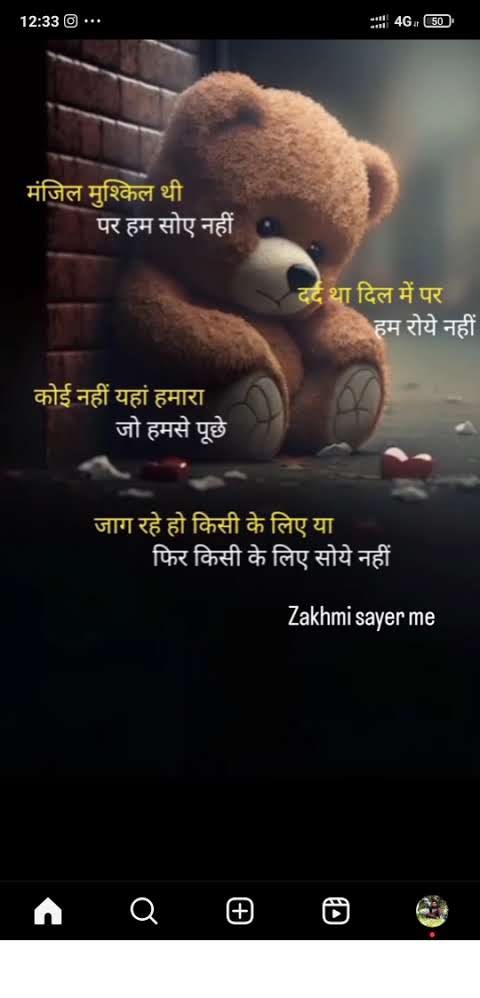 12:33
4G
50
मंजिल मुश्किल थी
पर हम सोए नहीं
दर्द था दिल में पर
हम रोये नहीं
कोई नहीं यहां हमारा
जो हमसे पूछे
जाग रहे हो किसी के लिए या
फिर किसी के लिए सोये नहीं
Zakhmi sayer me